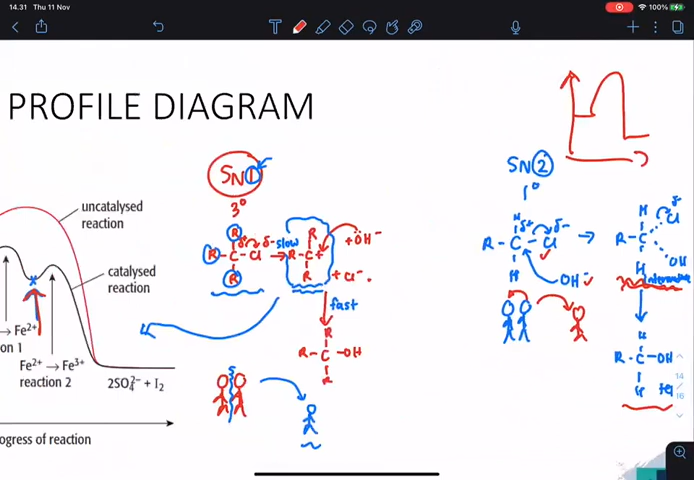 14.31 Thu 11 Nov
100%
PROFILE DIAGRAM
uncatalysed
reaction
catalysed
reaction
→ Fe²⁺
on 1
Fe²⁺ → Fe³⁺
reaction 2
2SO₄²⁻ + I₂
ogress of reaction
SN1
3°
R
R-C-Cl
δ+ δ-
R
slow
→
R
R-C+
R
+ :OH⁻
+ Cl⁻.
fast
R
R-C-OH
R
SN2
1°
H
δ+ δ-
R-C-Cl
H
OH⁻
→
H
δ-
Cl
R-C
OH
H
Intermediate
H
R-C-OH
H
14
16